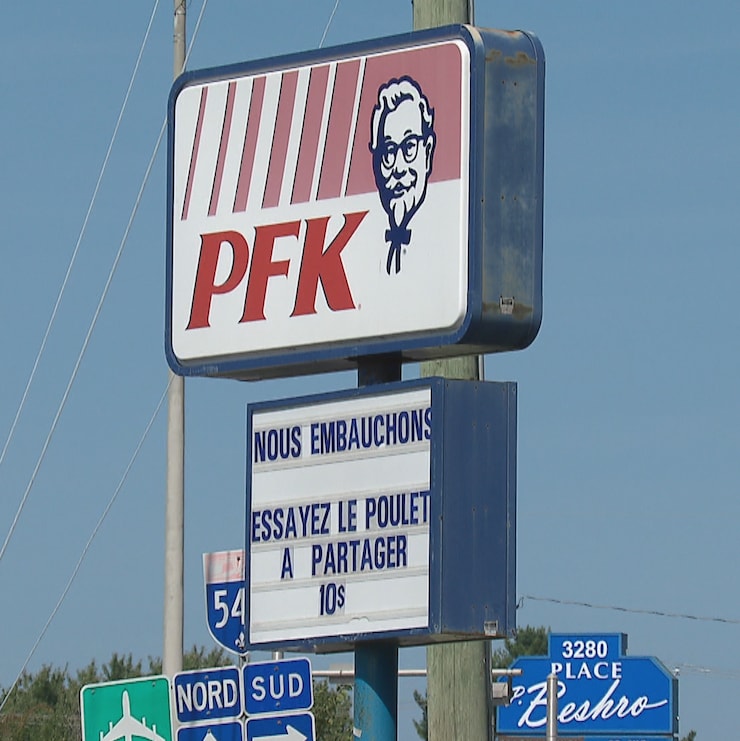 PFK
NOUS EMBAUCHONS
ESSAYEZ LE POULET
A PARTAGER
10$
54
NORD
SUD
3280
PLACE
Beshro